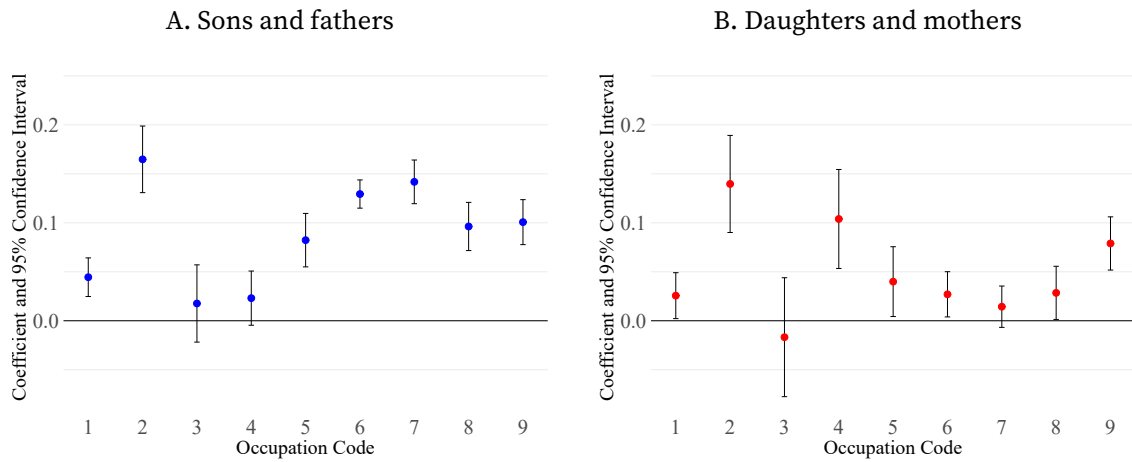 A. Sons and fathers
Coefficient and 95% Confidence Interval
0.2
0.1
0.0
1 2 3 4 5 6 7 8 9
Occupation Code
B. Daughters and mothers
Coefficient and 95% Confidence Interval
0.2
0.1
0.0
1 2 3 4 5 6 7 8 9
Occupation Code